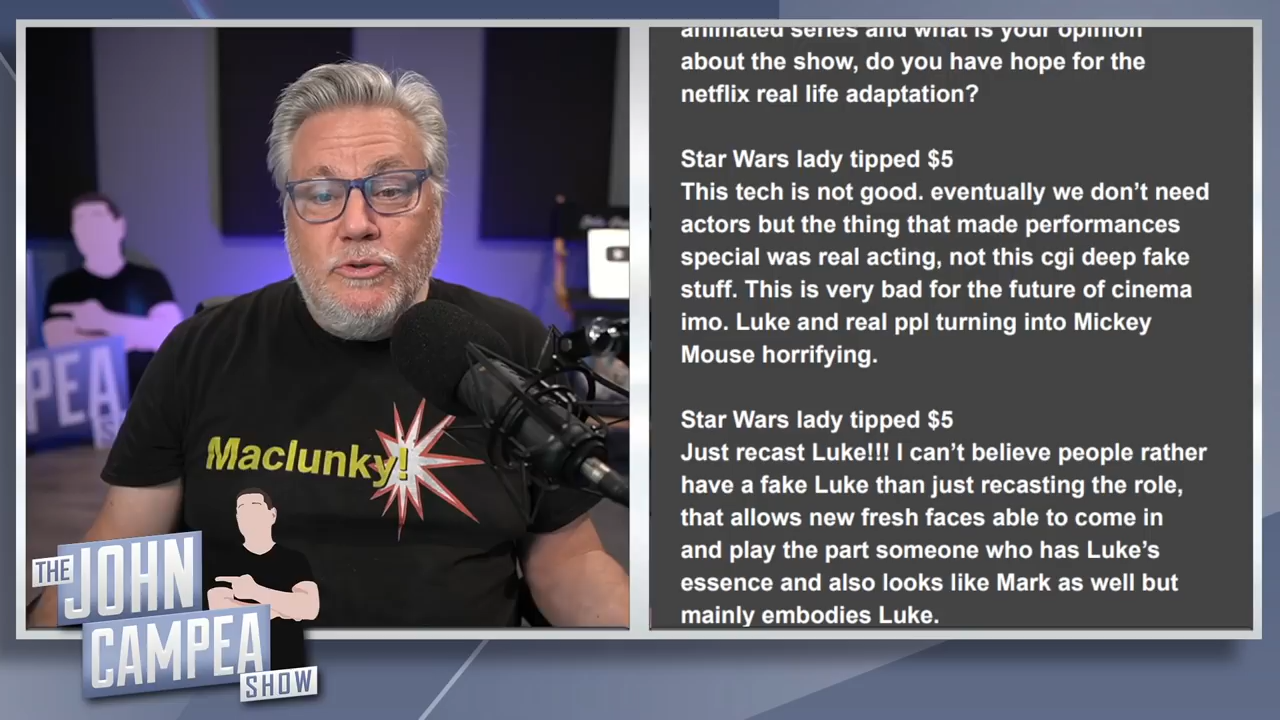 animated series and what is your opinion
about the show, do you have hope for the
netflix real life adaptation?
Star Wars lady tipped $5
This tech is not good. eventually we don’t need
actors but the thing that made performances
special was real acting, not this cgi deep fake
stuff. This is very bad for the future of cinema
imo. Luke and real ppl turning into Mickey
Mouse horrifying.
Star Wars lady tipped $5
Just recast Luke!!! I can’t believe people rather
have a fake Luke than just recasting the role,
that allows new fresh faces able to come in
and play the part someone who has Luke’s
essence and also looks like Mark as well but
mainly embodies Luke.
Maclunky!
PEA
S
THE
JOHN
CAMPEA
SHOW